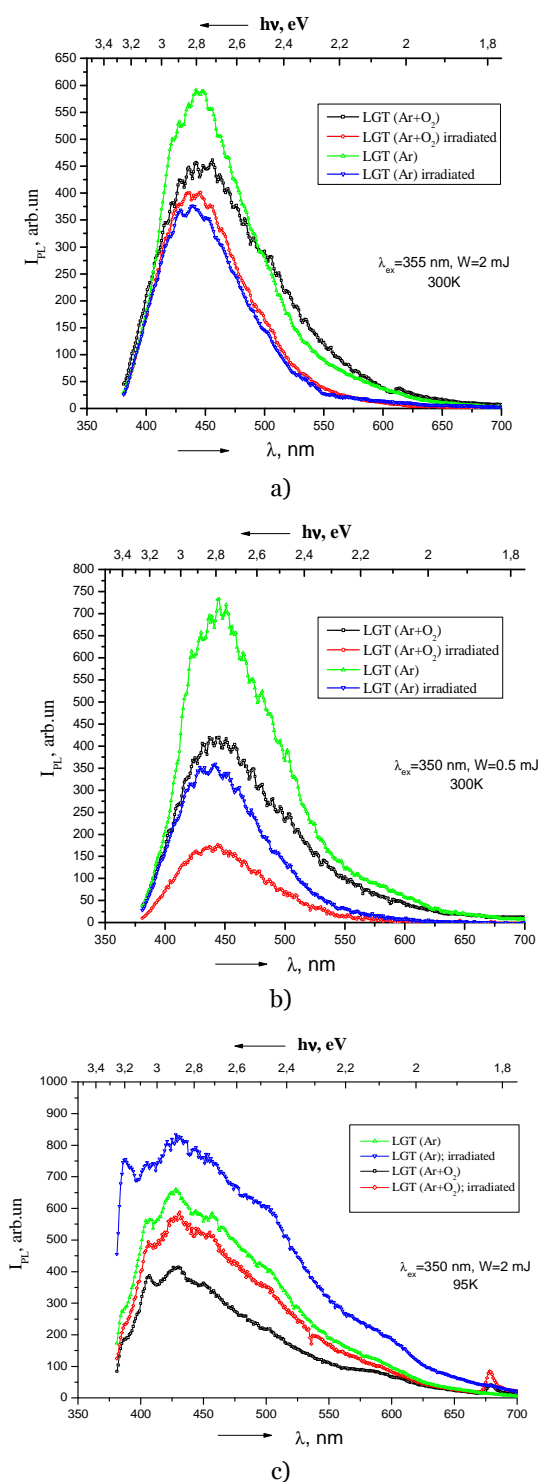 hν, eV
3,4 3,2 3 2,8 2,6 2,4 2,2 2 1,8
650
600
550
500
450
400
350
300
250
200
150
100
50
0
I_PL, arb.un
LGT (Ar+O₂)
LGT (Ar+O₂) irradiated
LGT (Ar)
LGT (Ar) irradiated
λ_ex=355 nm, W=2 mJ
300K
350 400 450 500 550 600 650 700
λ, nm
a)
hν, eV
3,4 3,2 3 2,8 2,6 2,4 2,2 2 1,8
800
750
700
650
600
550
500
450
400
350
300
250
200
150
100
50
0
I_PL, arb.un
LGT (Ar+O₂)
LGT (Ar+O₂) irradiated
LGT (Ar)
LGT (Ar) irradiated
λ_ex=350 nm, W=0.5 mJ
300K
350 400 450 500 550 600 650 700
λ, nm
b)
hν, eV
3,4 3,2 3 2,8 2,6 2,4 2,2 2 1,8
1000
900
800
700
600
500
400
300
200
100
0
I_PL, arb.un
LGT (Ar)
LGT (Ar); irradiated
LGT (Ar+O₂)
LGT (Ar+O₂); irradiated
λ_ex=350 nm, W=2 mJ
95K
350 400 450 500 550 600 650 700
λ, nm
c)